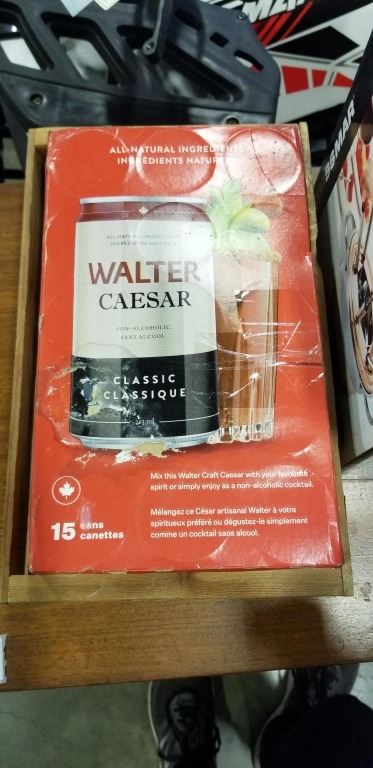 ALL-NATURAL INGREDIENTS
INGRÉDIENTS NATURELS
ALL-NATURAL INGREDIENTS
WALTER
CAESAR
NON-ALCOHOLIC
SANS ALCOOL
CLASSIC
CLASSIQUE
Mix this Walter Craft Caesar with your favourite
spirit or simply enjoy as a non-alcoholic cocktail.
15 cans
canettes
Mélangez ce César artisanal Walter à votre
spiritueux préféré ou dégustez-le simplement
comme un cocktail sans alcool.